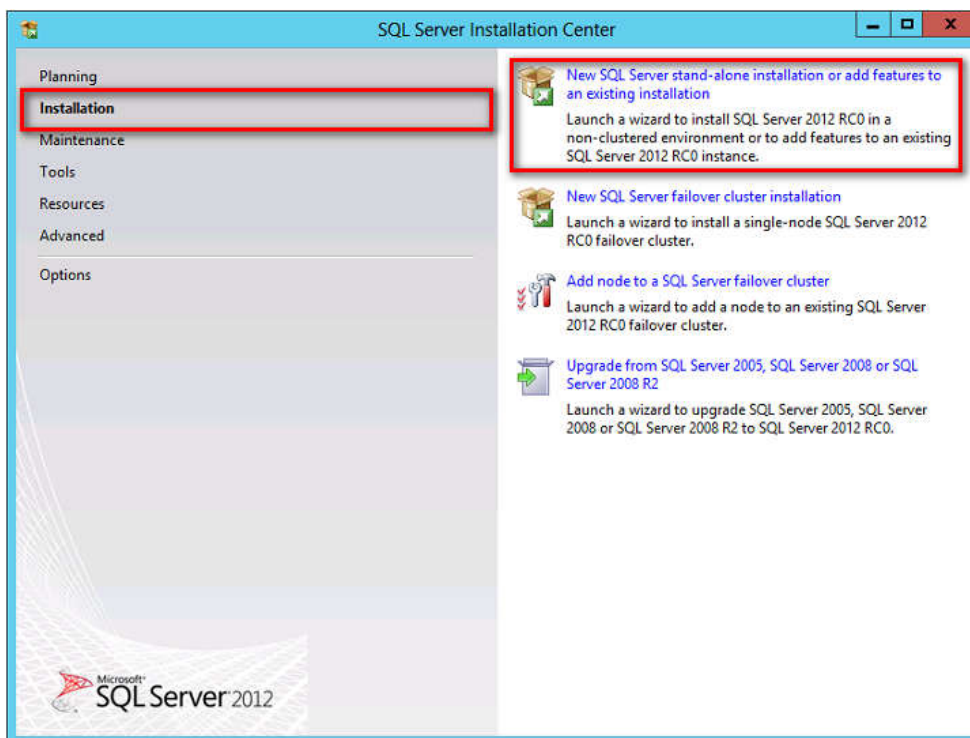 SQL Server Installation Center
Planning
Installation
Maintenance
Tools
Resources
Advanced
Options
New SQL Server stand-alone installation or add features to
an existing installation
Launch a wizard to install SQL Server 2012 RC0 in a
non-clustered environment or to add features to an existing
SQL Server 2012 RC0 instance.
New SQL Server failover cluster installation
Launch a wizard to install a single-node SQL Server 2012
RC0 failover cluster.
Add node to a SQL Server failover cluster
Launch a wizard to add a node to an existing SQL Server
2012 RC0 failover cluster.
Upgrade from SQL Server 2005, SQL Server 2008 or SQL
Server 2008 R2
Launch a wizard to upgrade SQL Server 2005, SQL Server
2008 or SQL Server 2008 R2 to SQL Server 2012 RC0.
Microsoft®
SQL Server 2012